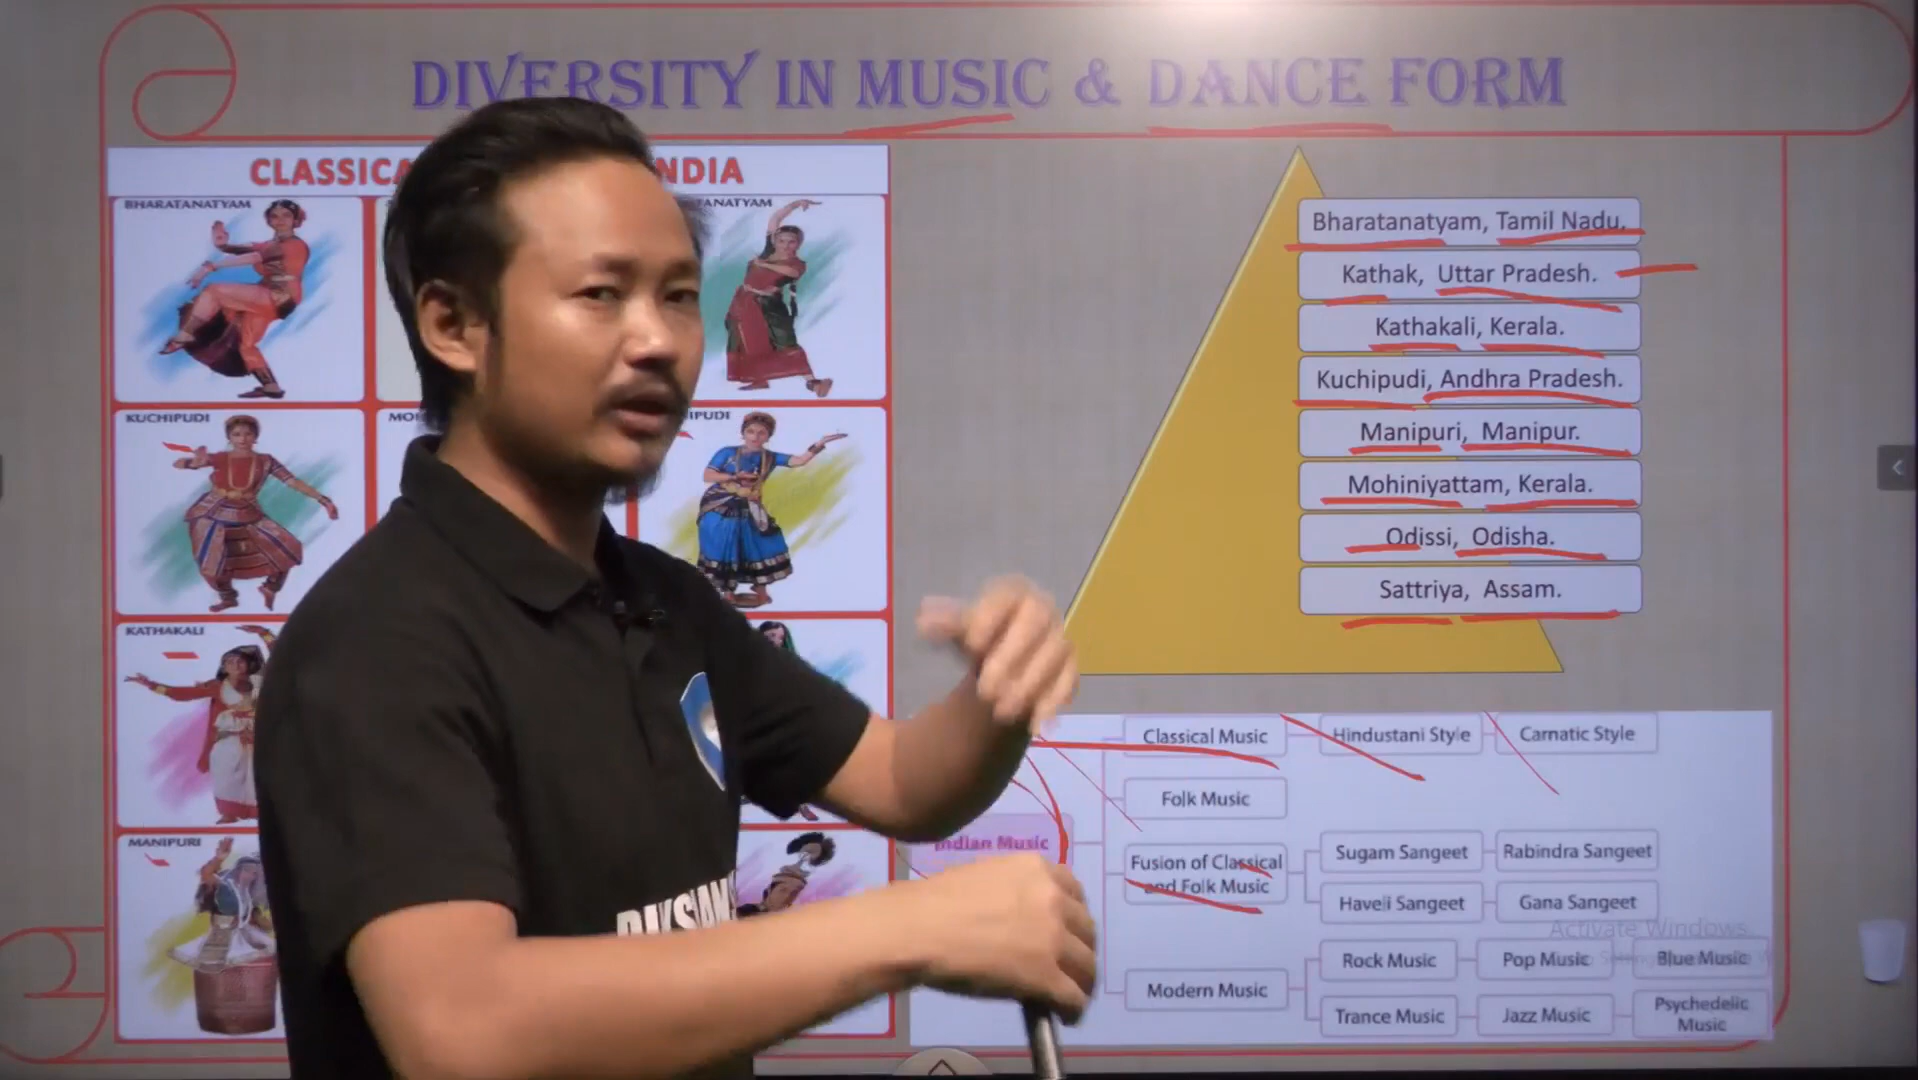 DIVERSITY IN MUSIC & DANCE FORM
CLASSICA NDIA
BHARATANATYAM
TANATYAM
KUCHIPUDI
IPUDI
KATHAKALI
MANIPURI
Bharatanatyam, Tamil Nadu.
Kathak, Uttar Pradesh.
Kathakali, Kerala.
Kuchipudi, Andhra Pradesh.
Manipuri, Manipur.
Mohiniyattam, Kerala.
Odissi, Odisha.
Sattriya, Assam.
Indian Music
Classical Music
Hindustani Style
Carnatic Style
Folk Music
Fusion of Classical
and Folk Music
Sugam Sangeet
Rabindra Sangeet
Haveli Sangeet
Gana Sangeet
Modern Music
Rock Music
Pop Music
Blue Music
Trance Music
Jazz Music
Psychedelic
Music
Activate Windows